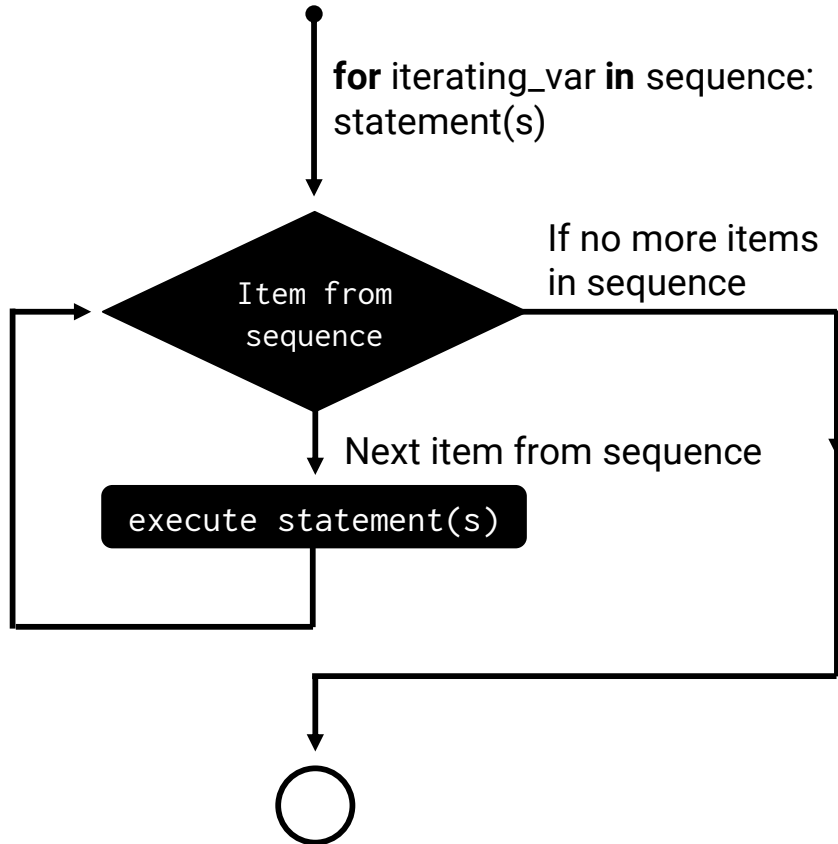 for iterating_var in sequence:
statement(s)
If no more items
in sequence
Item from
sequence
Next item from sequence
execute statement(s)